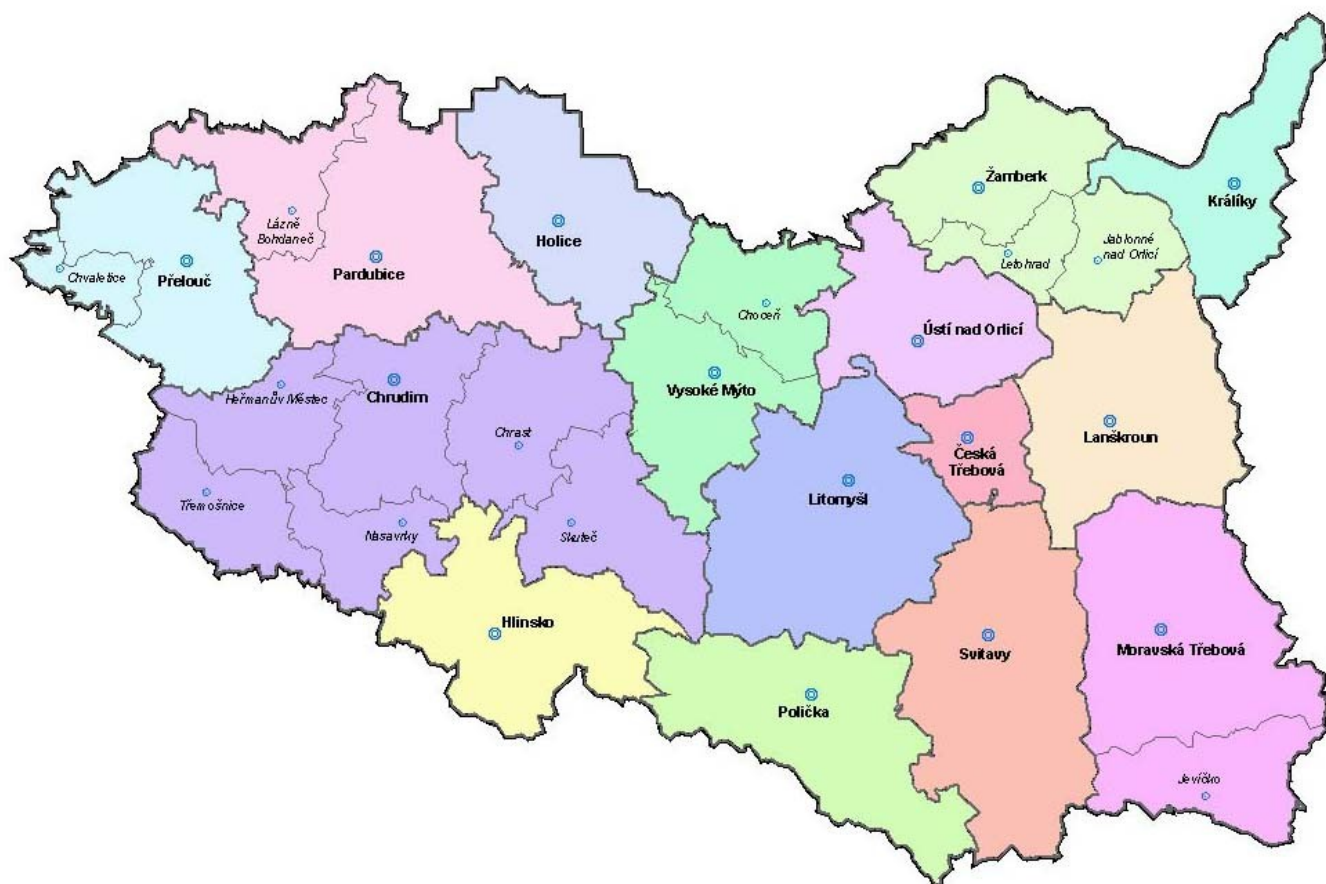 Žamberk
Králíky
Lázně
Bohdaneč
Holice
Jablonné
nad Orlicí
Letohrad
Chvaletice
Přelouč
Pardubice
Choceň
Ústí nad Orlicí
Heřmanův Městec
Chrudim
Vysoké Mýto
Chrast
Česká
Třebová
Lanškroun
Třemošnice
Litomyšl
Nasavrky
Skuteč
Hlinsko
Svitavy
Moravská Třebová
Polička
Jevíčko